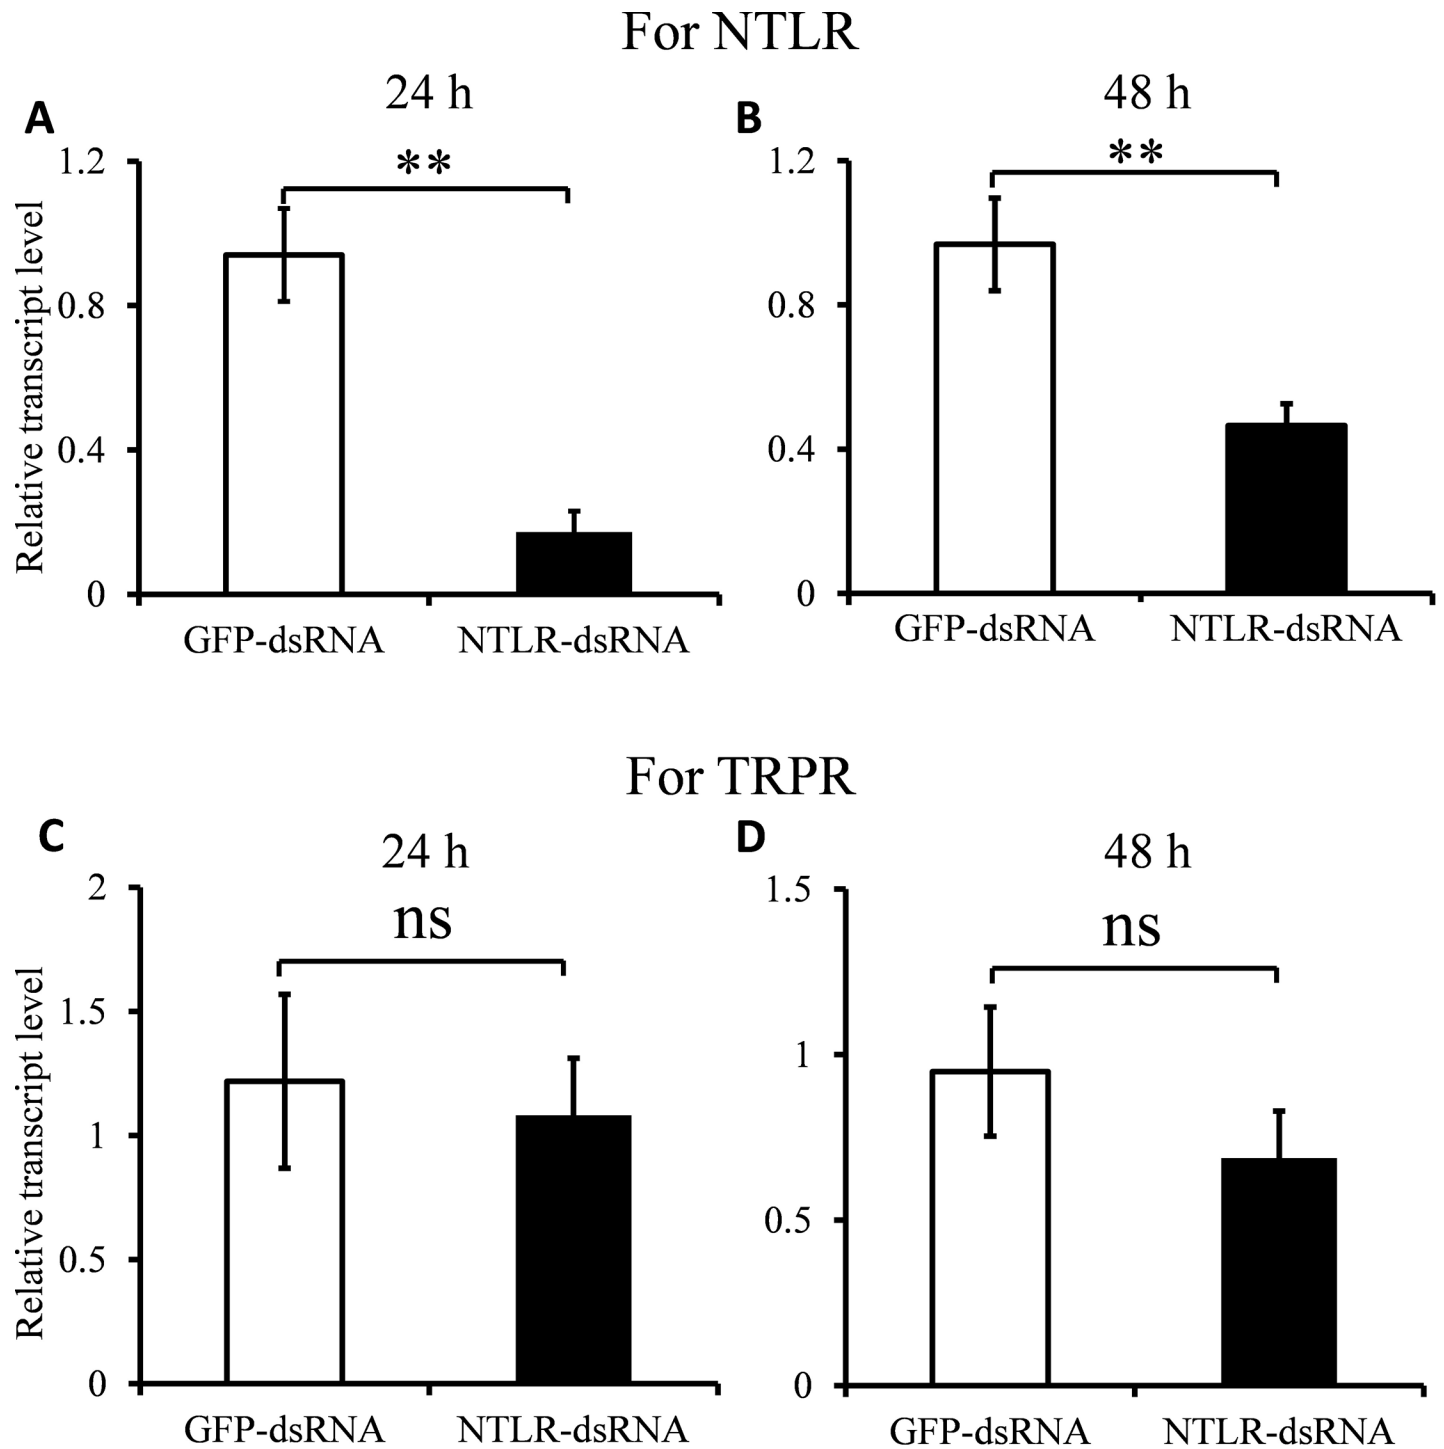 For NTLR
A
24 h
**
1.2
0.8
0.4
0
Relative transcript level
GFP-dsRNA NTLR-dsRNA
B
48 h
**
1.2
0.8
0.4
0
GFP-dsRNA NTLR-dsRNA
For TRPR
C
24 h
ns
2
1.5
1
0.5
0
Relative transcript level
GFP-dsRNA NTLR-dsRNA
D
48 h
ns
1.5
1
0.5
0
GFP-dsRNA NTLR-dsRNA